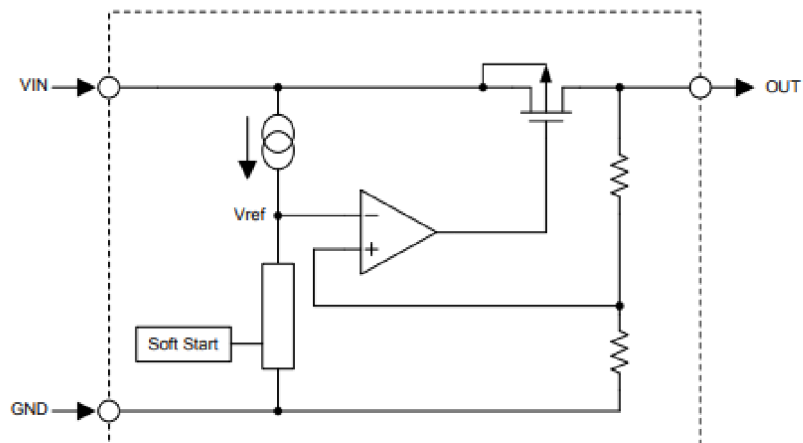 VIN
OUT
Vref
−
+
Soft Start
GND